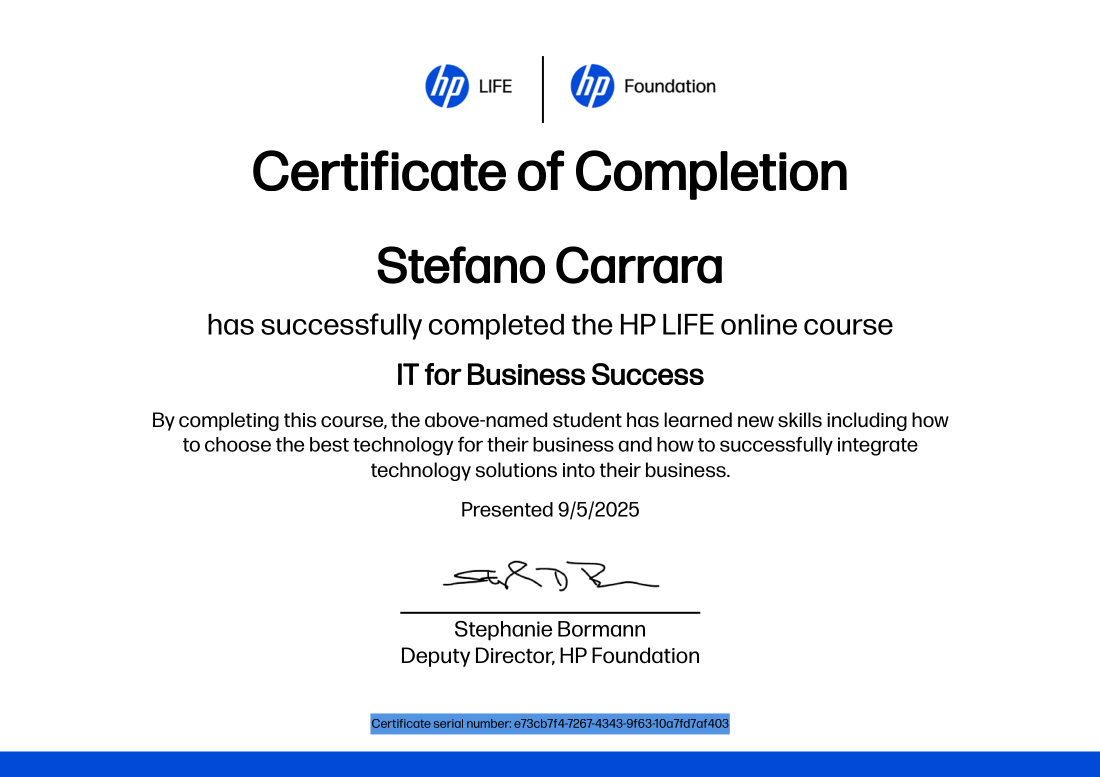 hp LIFE hp Foundation
Certificate of Completion
Stefano Carrara
has successfully completed the HP LIFE online course
IT for Business Success
By completing this course, the above-named student has learned new skills including how
to choose the best technology for their business and how to successfully integrate
technology solutions into their business.
Presented 9/5/2025
Stephanie Bormann
Deputy Director, HP Foundation
Certificate serial number: e73cb7f4-7267-4343-9f63-10a7fd7af403